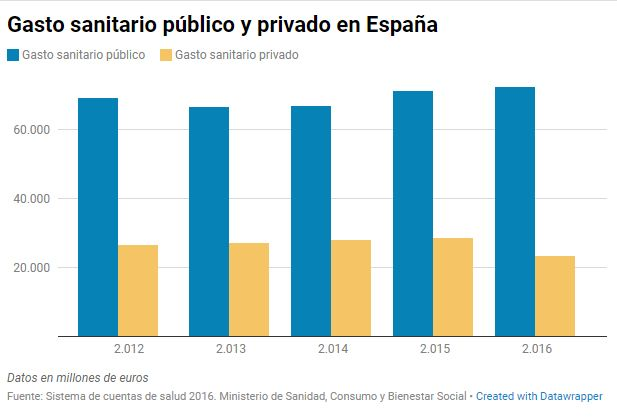 Gasto sanitario público y privado en España
Gasto sanitario público Gasto sanitario privado
60.000
40.000
20.000
2.012 2.013 2.014 2.015 2.016
Datos en millones de euros
Fuente: Sistema de cuentas de salud 2016. Ministerio de Sanidad, Consumo y Bienestar Social • Created with Datawrapper